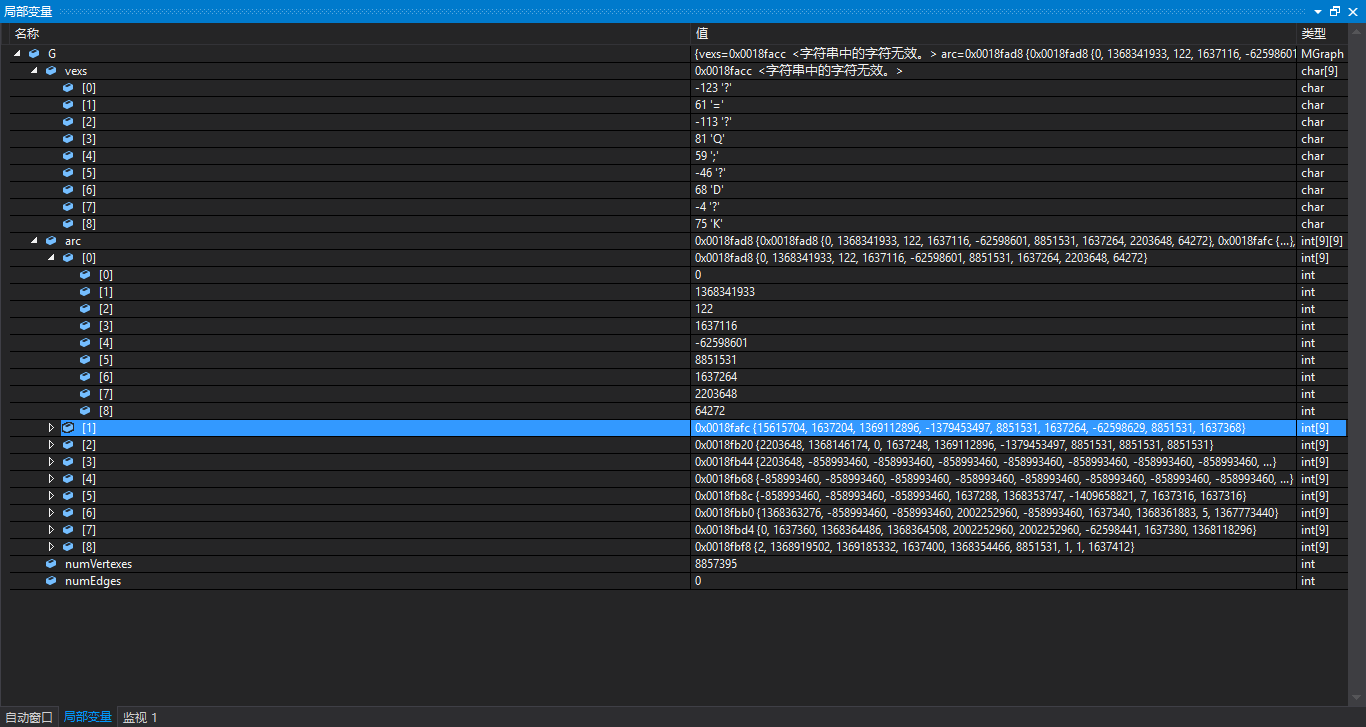 局部变量
名称 值 类型
G {vexs=0x0018facc <字符串中的字符无效。> arc=0x0018fad8 {0x0018fad8 {0, 1368341933, 122, 1637116, -62598601 MGraph
vexs 0x0018facc <字符串中的字符无效。> char[9]
[0] -123 '?' char
[1] 61 '=' char
[2] -113 '?' char
[3] 81 'Q' char
[4] 59 ';' char
[5] -46 '?' char
[6] 68 'D' char
[7] -4 '?' char
[8] 75 'K' char
arc 0x0018fad8 {0x0018fad8 {0, 1368341933, 122, 1637116, -62598601, 8851531, 1637264, 2203648, 64272}, 0x0018fafc {...}, int[9][9]
[0] 0x0018fad8 {0, 1368341933, 122, 1637116, -62598601, 8851531, 1637264, 2203648, 64272} int[9]
[0] 0 int
[1] 1368341933 int
[2] 122 int
[3] 1637116 int
[4] -62598601 int
[5] 8851531 int
[6] 1637264 int
[7] 2203648 int
[8] 64272 int
[1] 0x0018fafc {15615704, 1637204, 1369112896, -1379453497, 8851531, 1637264, -62598629, 8851531, 1637368} int[9]
[2] 0x0018fb20 {2203648, 1368146174, 0, 1637248, 1369112896, -1379453497, 8851531, 8851531, 8851531} int[9]
[3] 0x0018fb44 {2203648, -858993460, -858993460, -858993460, -858993460, -858993460, -858993460, -858993460, ...} int[9]
[4] 0x0018fb68 {-858993460, -858993460, -858993460, -858993460, -858993460, -858993460, -858993460, -858993460, ...} int[9]
[5] 0x0018fb8c {-858993460, -858993460, -858993460, 1637288, 1368353747, -1409658821, 7, 1637316, 1637316} int[9]
[6] 0x0018fbb0 {1368363276, -858993460, -858993460, 2002252960, -858993460, 1637340, 1368361883, 5, 1367773440} int[9]
[7] 0x0018fbd4 {0, 1637360, 1368364486, 1368364508, 2002252960, 2002252960, -62598441, 1637380, 1368118296} int[9]
[8] 0x0018fbf8 {2, 1368919502, 1369185332, 1637400, 1368354466, 8851531, 1, 1, 1637412} int[9]
numVertexes 8857395 int
numEdges 0 int
自动窗口 局部变量 监视 1